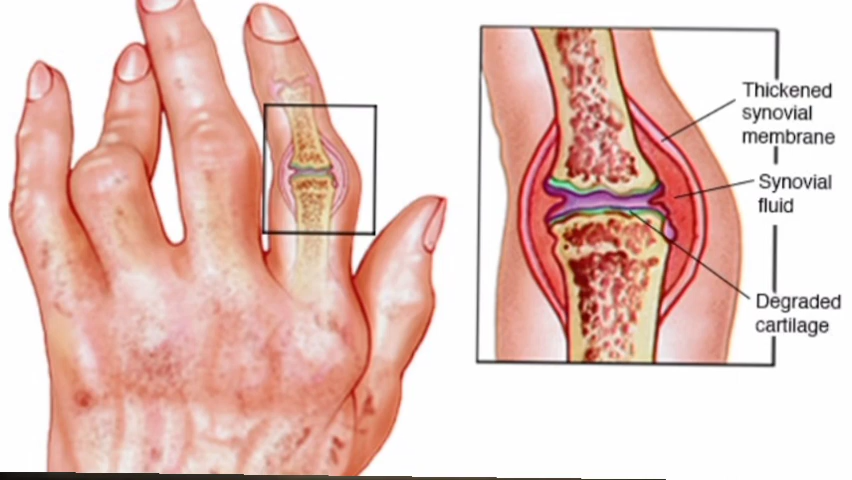 Thickened
synovial
membrane
Synovial
fluid
Degraded
cartilage